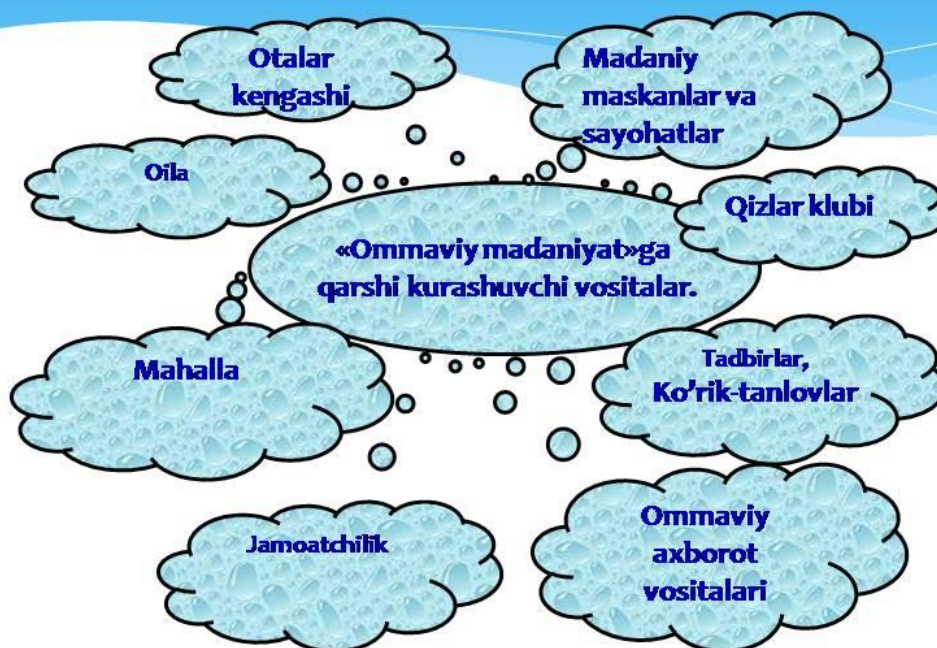 Otalar
kengashi
Madaniy
maskanlar va
sayohatlar
Oila
Qizlar klubi
«Ommaviy madaniyat»ga
qarshi kurashuvchi vositalar.
Mahalla
Tadbirlar,
Ko’rik-tanlovlar
Jamoatchilik
Ommaviy
axborot
vositalari